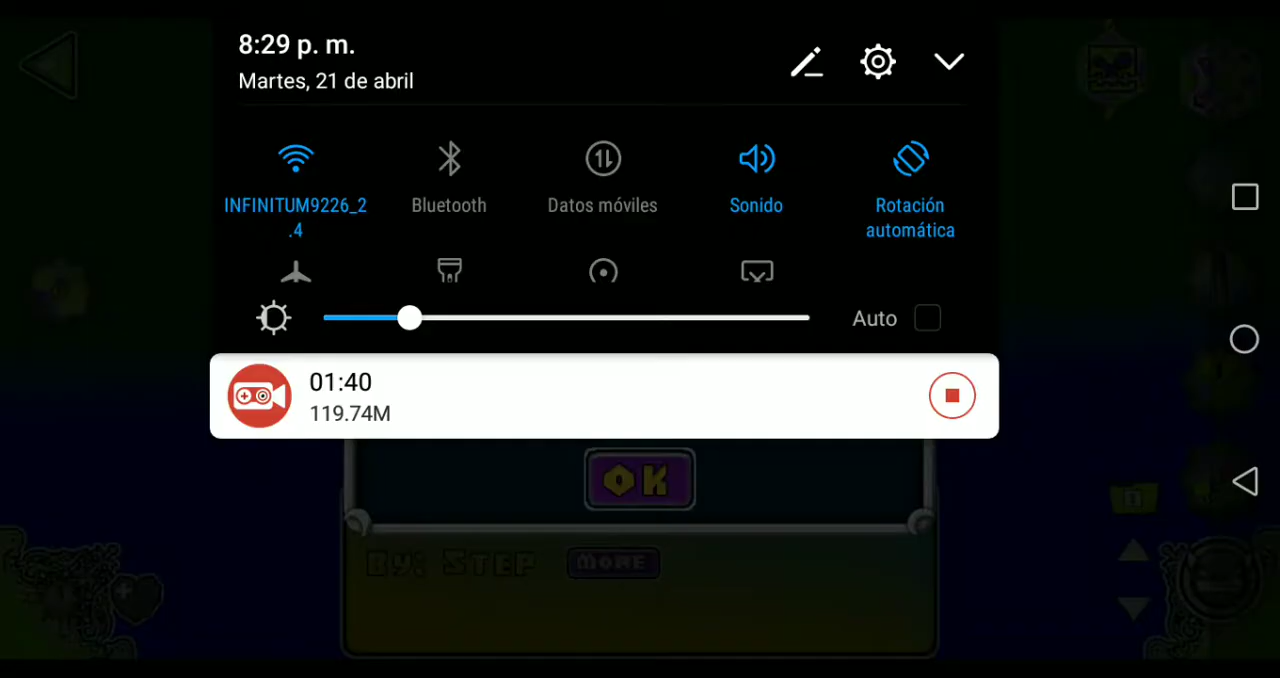 8:29 p. m.
Martes, 21 de abril
INFINITUM9226_2
.4
Bluetooth
Datos móviles
Sonido
Rotación
automática
Auto
01:40
119.74M
OK
By: Step
More